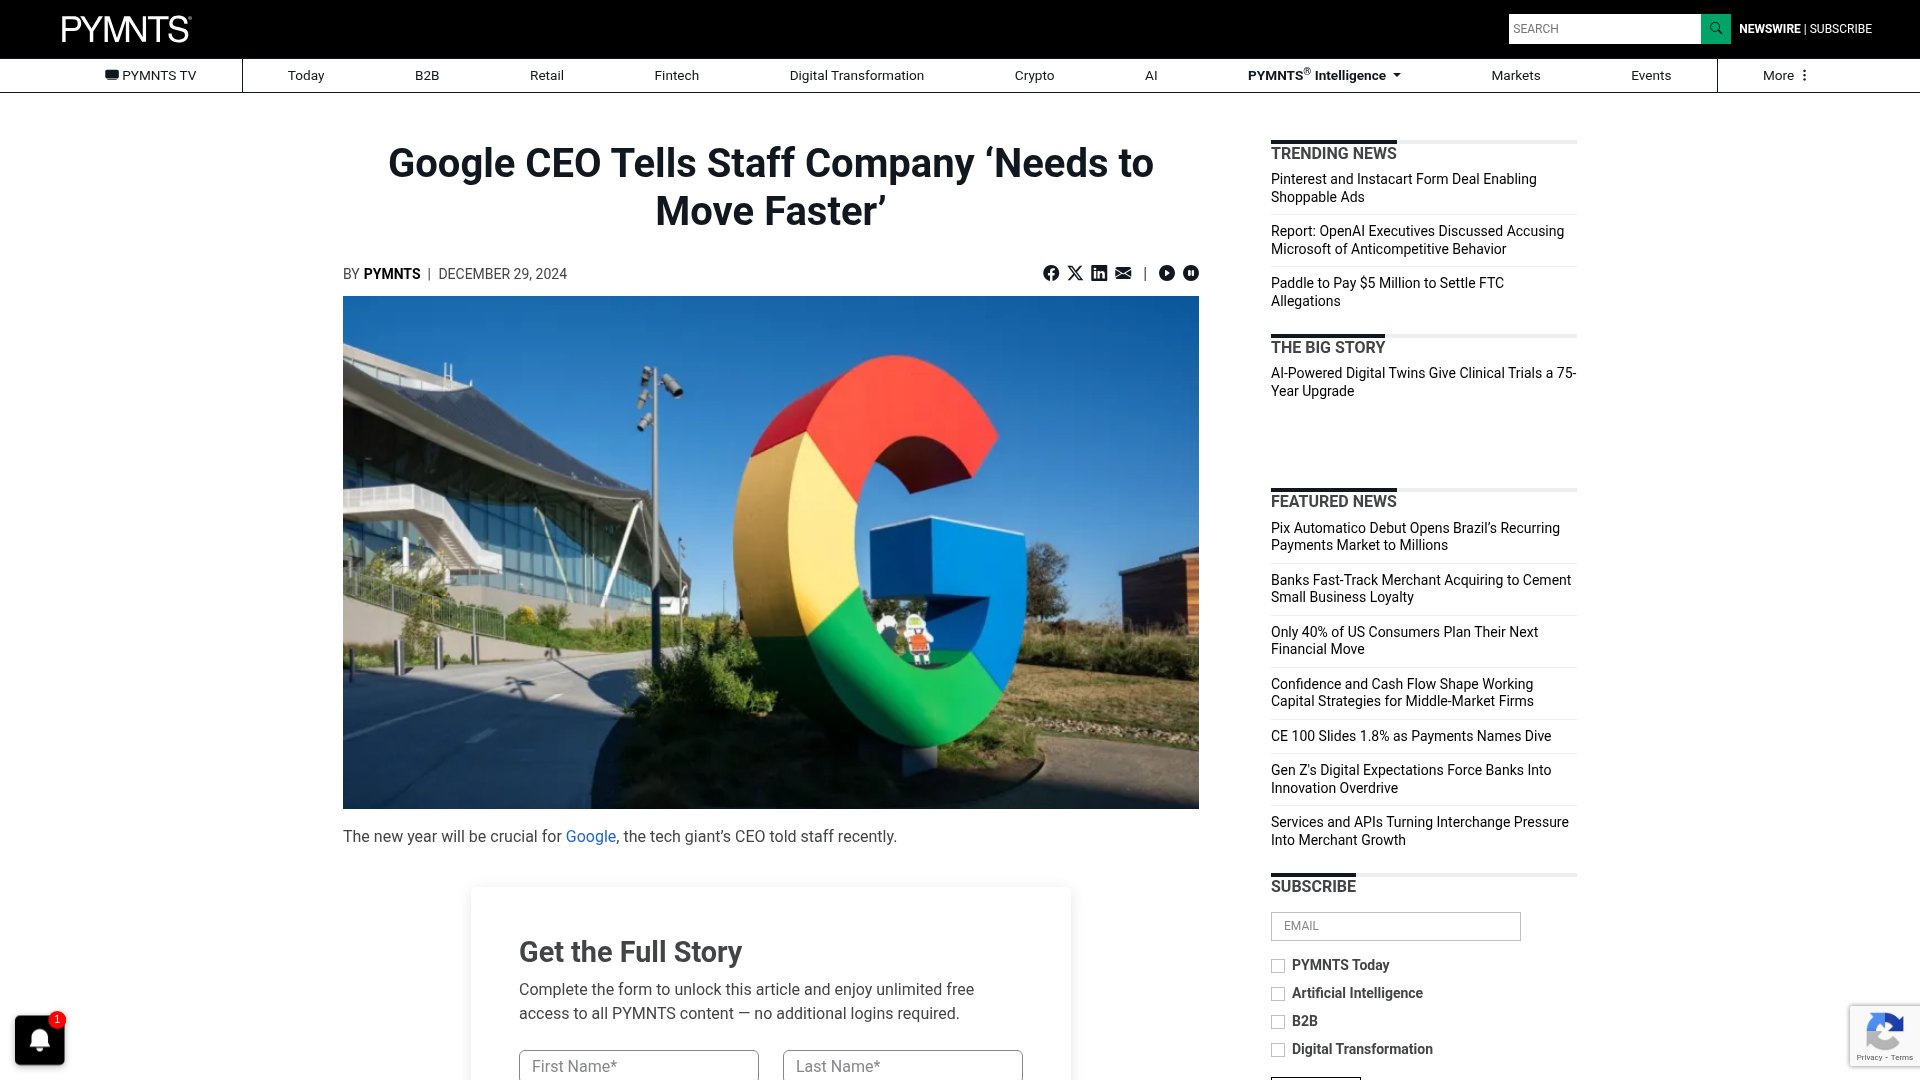 PYMNTS®
SEARCH
NEWSWIRE | SUBSCRIBE
PYMNTS TV
Today
B2B
Retail
Fintech
Digital Transformation
Crypto
AI
PYMNTS® Intelligence
Markets
Events
More
Google CEO Tells Staff Company ‘Needs to
Move Faster’
BY PYMNTS | DECEMBER 29, 2024
|
The new year will be crucial for Google, the tech giant’s CEO told staff recently.
Get the Full Story
Complete the form to unlock this article and enjoy unlimited free
access to all PYMNTS content — no additional logins required.
First Name*
Last Name*
TRENDING NEWS
Pinterest and Instacart Form Deal Enabling
Shoppable Ads
Report: OpenAI Executives Discussed Accusing
Microsoft of Anticompetitive Behavior
Paddle to Pay $5 Million to Settle FTC
Allegations
THE BIG STORY
AI-Powered Digital Twins Give Clinical Trials a 75-
Year Upgrade
FEATURED NEWS
Pix Automatico Debut Opens Brazil’s Recurring
Payments Market to Millions
Banks Fast-Track Merchant Acquiring to Cement
Small Business Loyalty
Only 40% of US Consumers Plan Their Next
Financial Move
Confidence and Cash Flow Shape Working
Capital Strategies for Middle-Market Firms
CE 100 Slides 1.8% as Payments Names Dive
Gen Z's Digital Expectations Force Banks Into
Innovation Overdrive
Services and APIs Turning Interchange Pressure
Into Merchant Growth
SUBSCRIBE
EMAIL
PYMNTS Today
Artificial Intelligence
B2B
Digital Transformation
1
Privacy - Terms